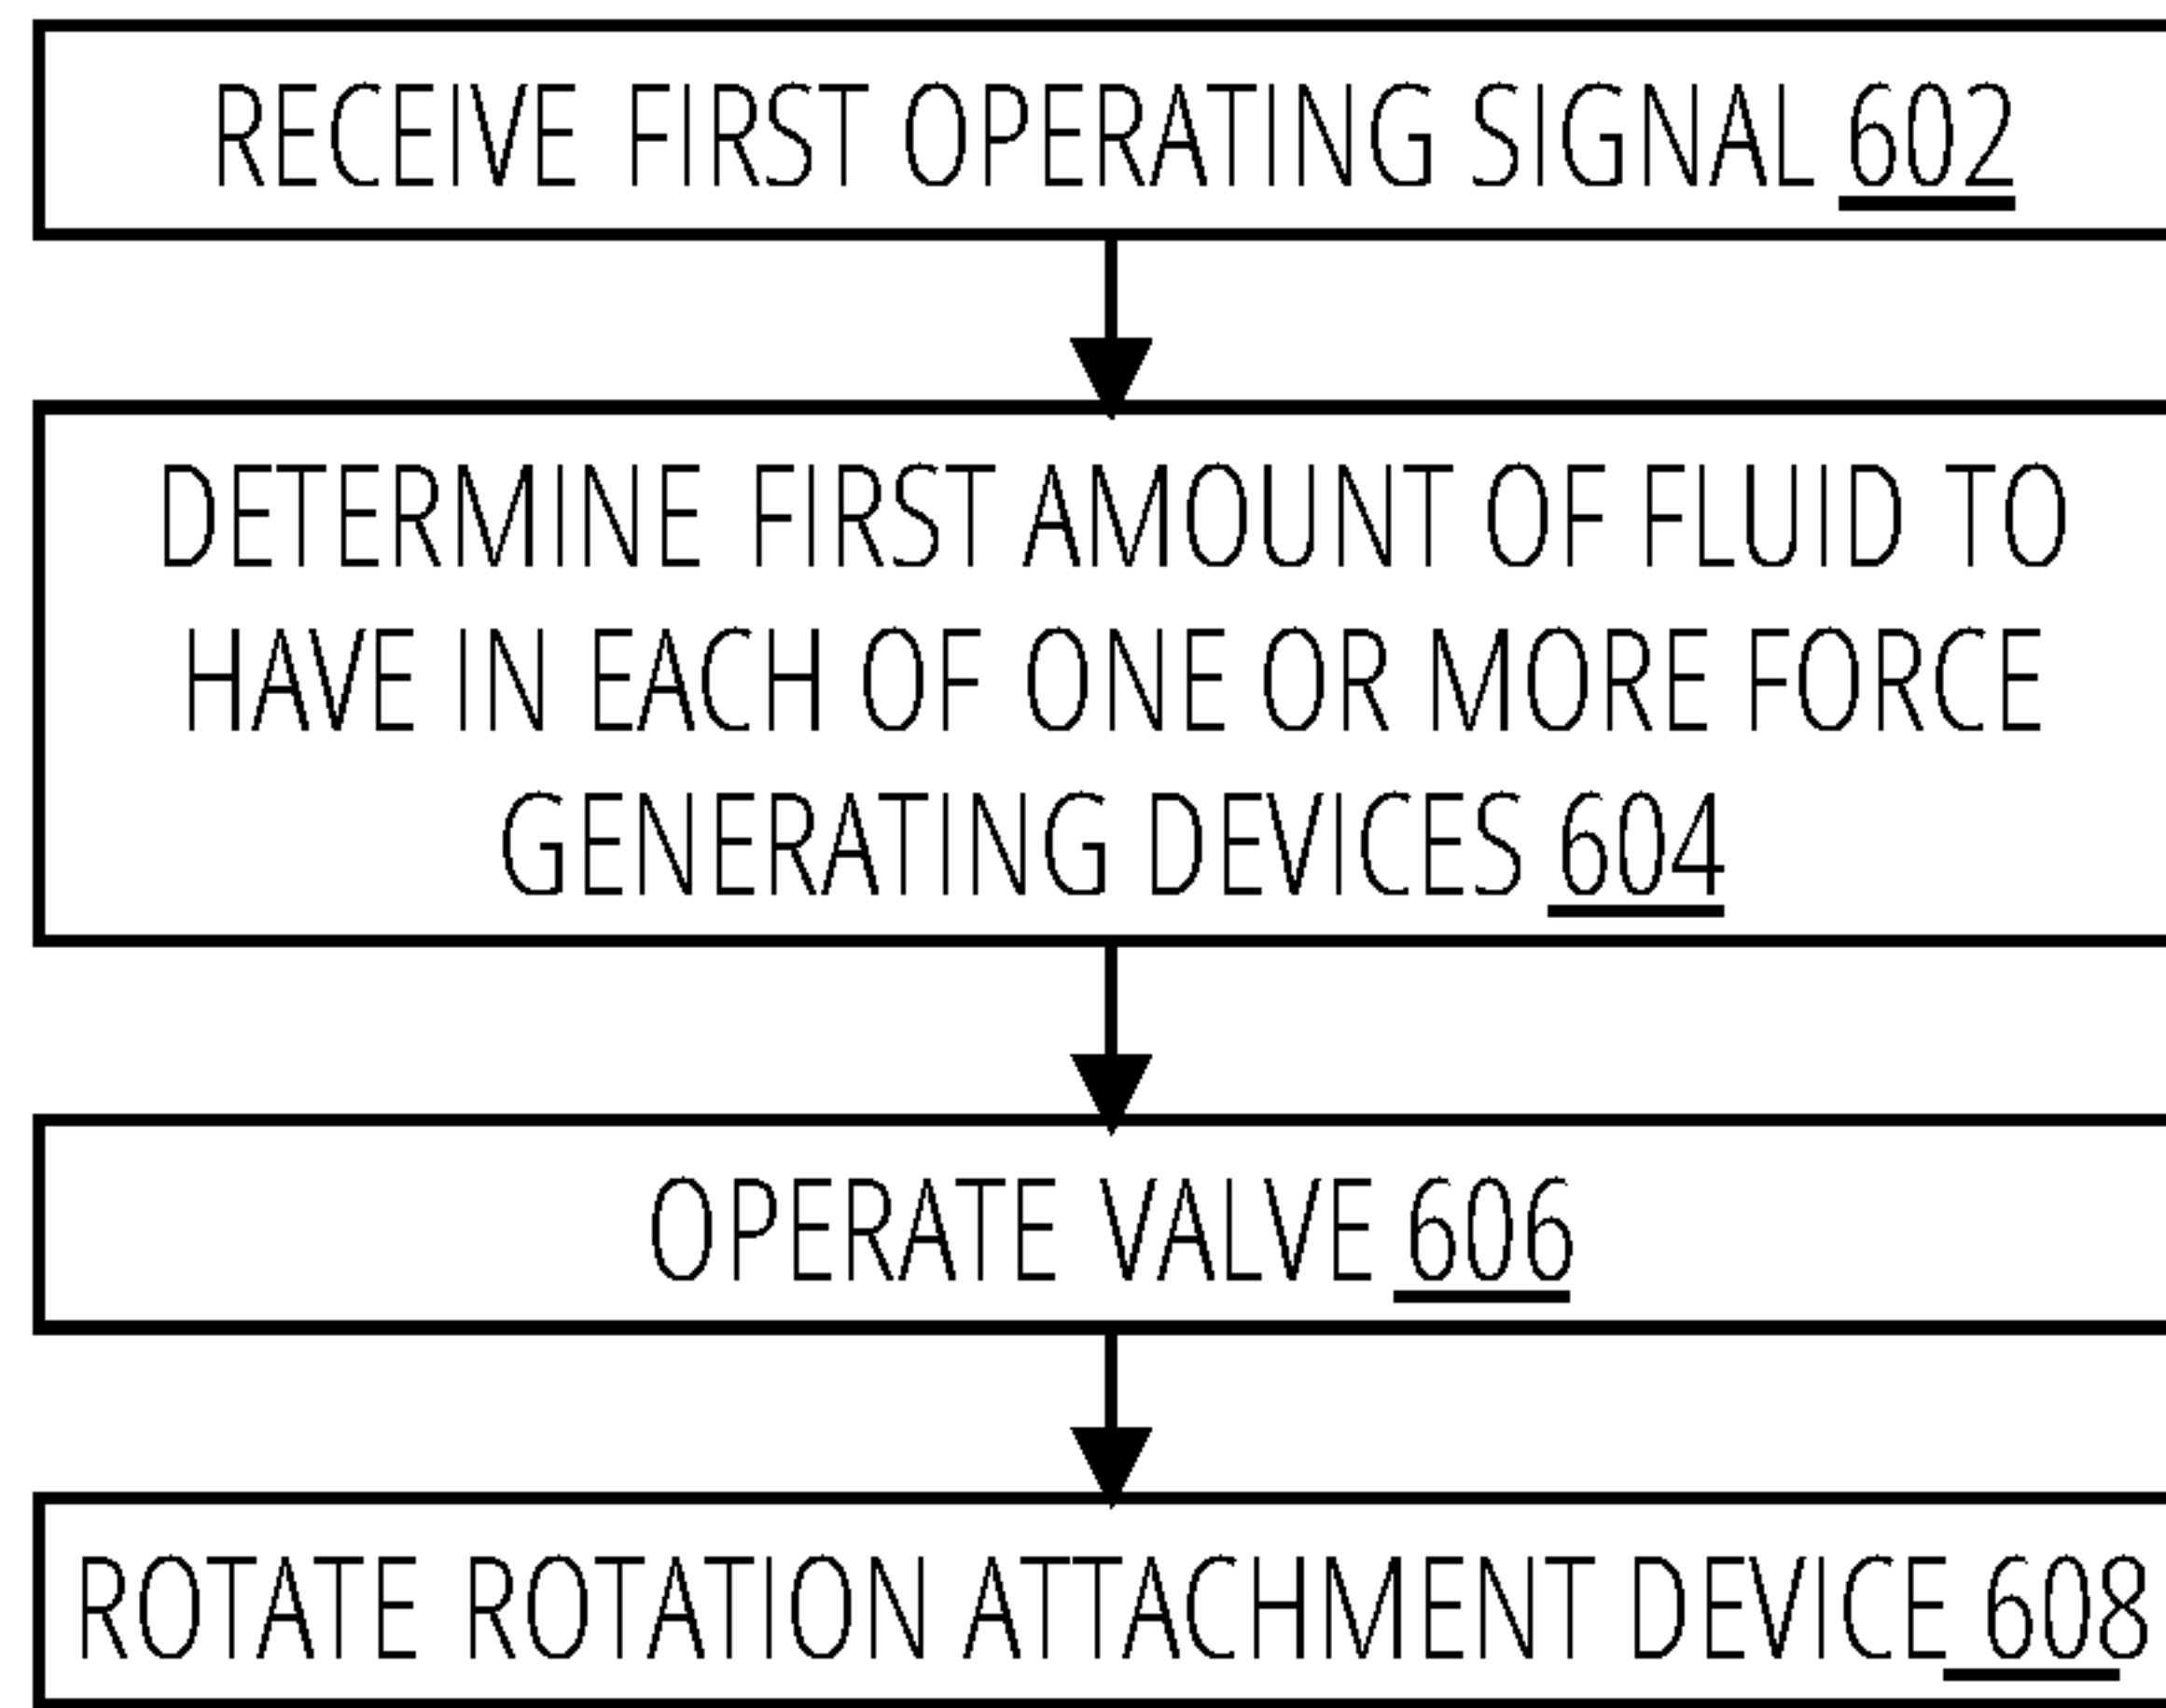 RECEIVE FIRST OPERATING SIGNAL 602
DETERMINE FIRST AMOUNT OF FLUID TO
HAVE IN EACH OF ONE OR MORE FORCE
GENERATING DEVICES 604
OPERATE VALVE 606
ROTATE ROTATION ATTACHMENT DEVICE 608